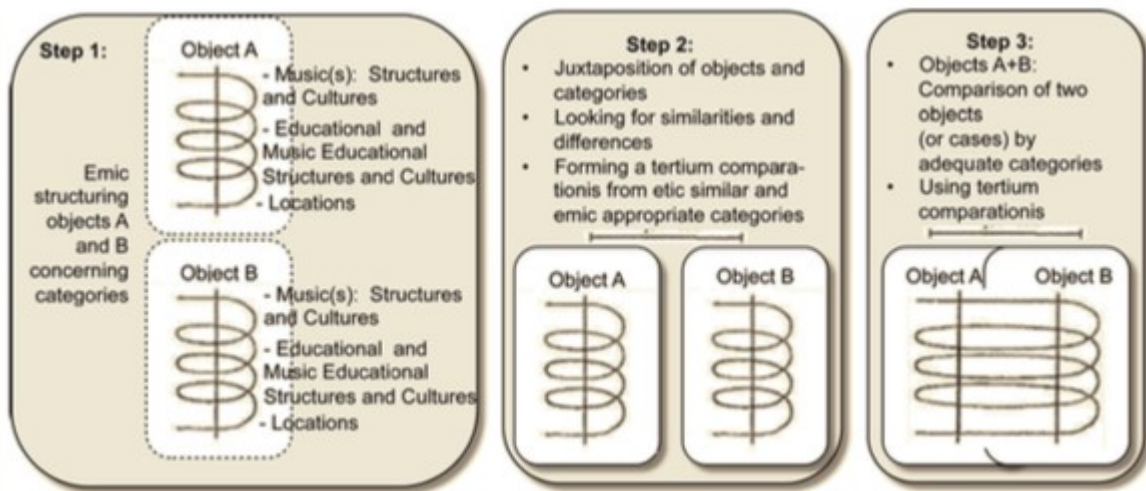 Step 1:
Emic
structuring
objects A
and B
concerning
categories
Object A
- Music(s): Structures
and Cultures
- Educational and
Music Educational
Structures and Cultures
- Locations
Object B
- Music(s): Structures
and Cultures
- Educational and
Music Educational
Structures and Cultures
- Locations
Step 2:
• Juxtaposition of objects and
categories
• Looking for similarities and
differences
• Forming a tertium compara-
tionis from etic similar and
emic appropriate categories
Object A
Object B
Step 3:
• Objects A+B:
Comparison of two
objects
(or cases) by
adequate categories
• Using tertium
comparationis
Object A
Object B